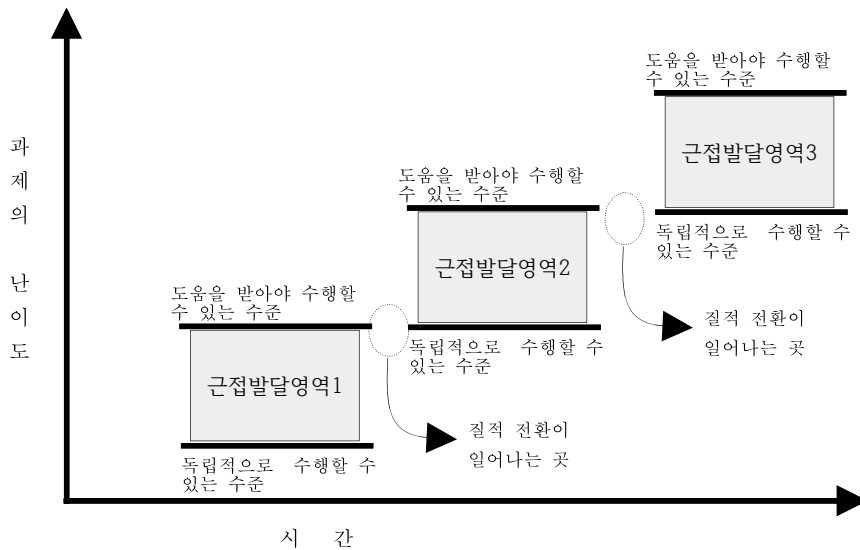 과제의 난이도
도움을 받아야 수행할
수 있는 수준
근접발달영역3
독립적으로 수행할 수
있는 수준
도움을 받아야 수행할
수 있는 수준
근접발달영역2
독립적으로 수행할 수
있는 수준
질적 전환이
일어나는 곳
도움을 받아야 수행할
수 있는 수준
근접발달영역1
독립적으로 수행할 수
있는 수준
질적 전환이
일어나는 곳
시 간